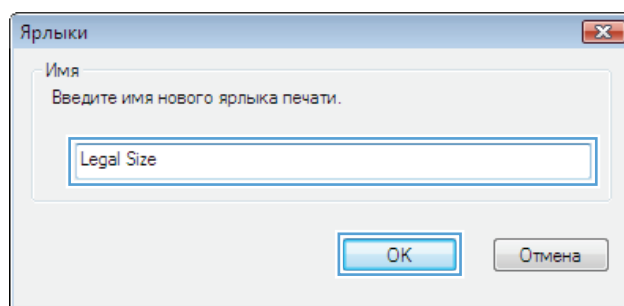 Ярлыки
Имя
Введите имя нового ярлыка печати.
Legal Size
OK
Отмена